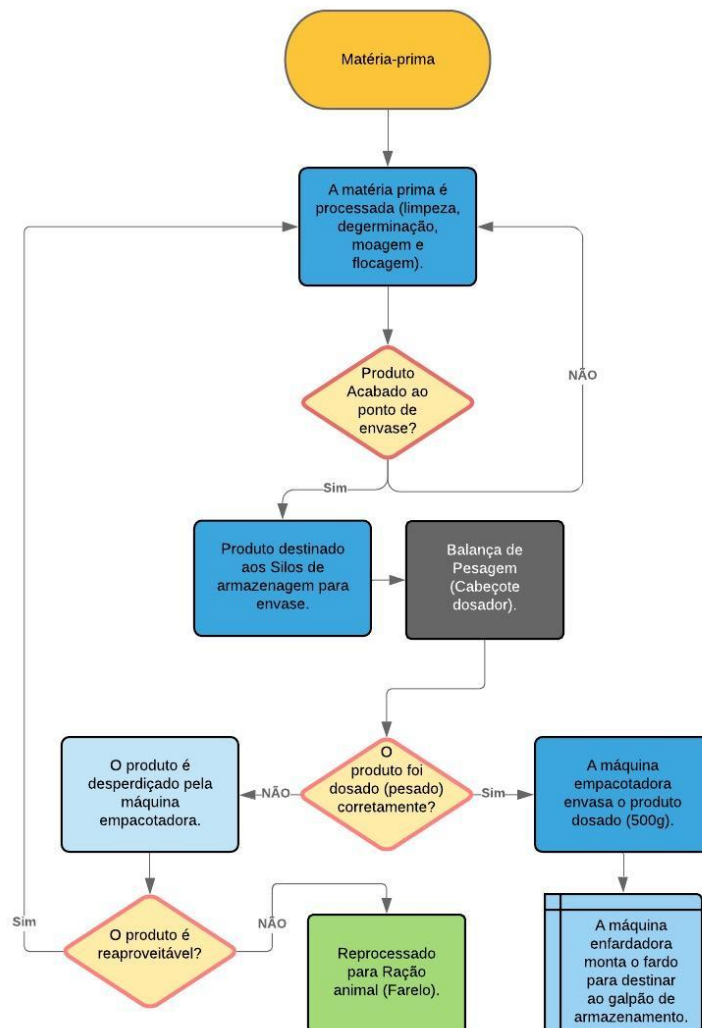 Matéria-prima
A matéria prima é
processada (limpeza,
degerminação,
moagem e
flocagem).
Produto
Acabado ao
ponto de
envase?
NÃO
Sim
Produto destinado
aos Silos de
armazenagem para
envase.
Balança de
Pesagem
(Cabeçote
dosador).
O
produto foi
dosado (pesado)
corretamente?
NÃO
Sim
O produto é
desperdiçado pela
máquina
empacotadora.
A máquina
empacotadora
envasa o produto
dosado (500g).
O produto é
reaproveitável?
Sim
NÃO
Reprocessado
para Ração
animal (Farelo).
A máquina
enfardadora
monta o fardo
para destinar
ao galpão de
armazenamento.